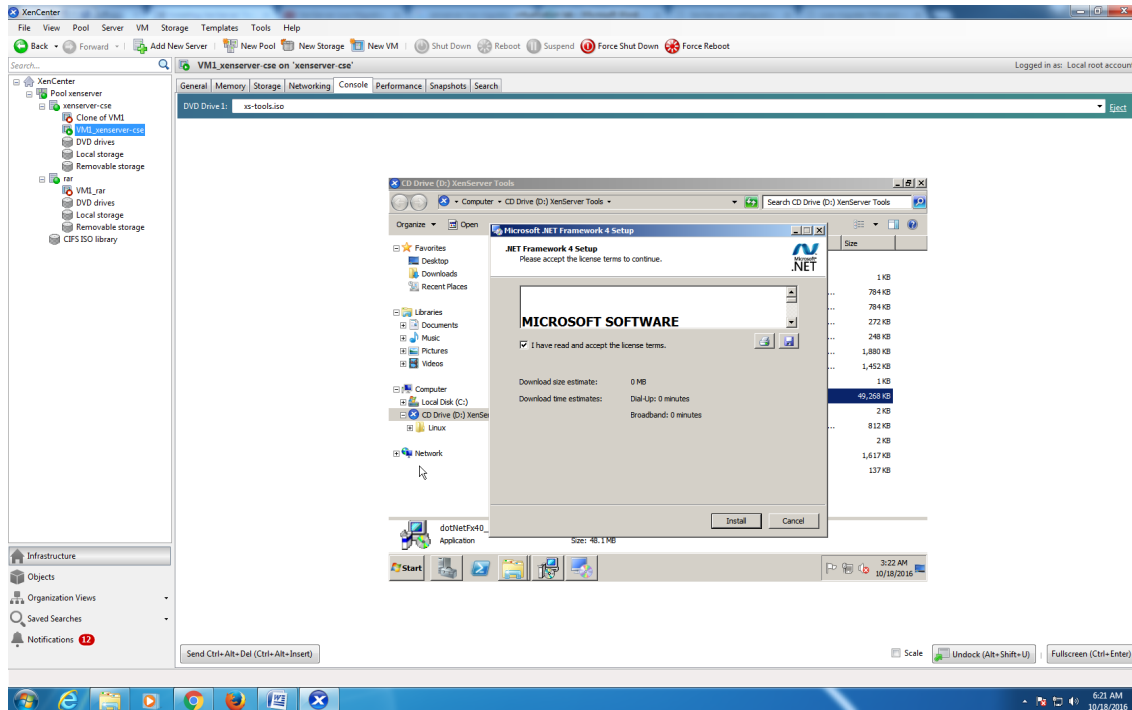 XenCenter
File View Pool Server VM Storage Templates Tools Help
Back Forward Add New Server New Pool New Storage New VM Shut Down Reboot Suspend Force Shut Down Force Reboot
Search...
VM1_xenserver-cse on 'xenserver-cse'
Logged in as: Local root account
XenCenter
Pool xenserver
xenserver-cse
Clone of VM1
VM1_xenserver-cse
DVD drives
Local storage
Removable storage
rar
VM1_rar
DVD drives
Local storage
Removable storage
CIFS ISO library
General Memory Storage Networking Console Performance Snapshots Search
DVD Drive 1: xs-tools.iso Eject
CD Drive (D:) XenServer Tools
Computer CD Drive (D:) XenServer Tools
Search CD Drive (D:) XenServer Tools
Organize Open
Favorites
Desktop
Downloads
Recent Places
Libraries
Documents
Music
Pictures
Videos
Computer
Local Disk (C:)
CD Drive (D:) XenSer
Linux
Network
Microsoft .NET Framework 4 Setup
.NET Framework 4 Setup
Please accept the license terms to continue.
Microsoft
.NET
MICROSOFT SOFTWARE
I have read and accept the license terms.
Download size estimate: 0 MB
Download time estimates: Dial-Up: 0 minutes
Broadband: 0 minutes
Install Cancel
Size
1 KB
... 784 KB
... 784 KB
... 272 KB
... 248 KB
... 1,880 KB
... 1,452 KB
1 KB
49,268 KB
2 KB
... 812 KB
2 KB
1,617 KB
137 KB
dotNetFx40_
Application
Size: 48.1 MB
Start
3:22 AM
10/18/2016
Infrastructure
Objects
Organization Views
Saved Searches
Notifications 12
Send Ctrl+Alt+Del (Ctrl+Alt+Insert)
Scale Undock (Alt+Shift+U) Fullscreen (Ctrl+Enter)
6:21 AM
10/18/2016